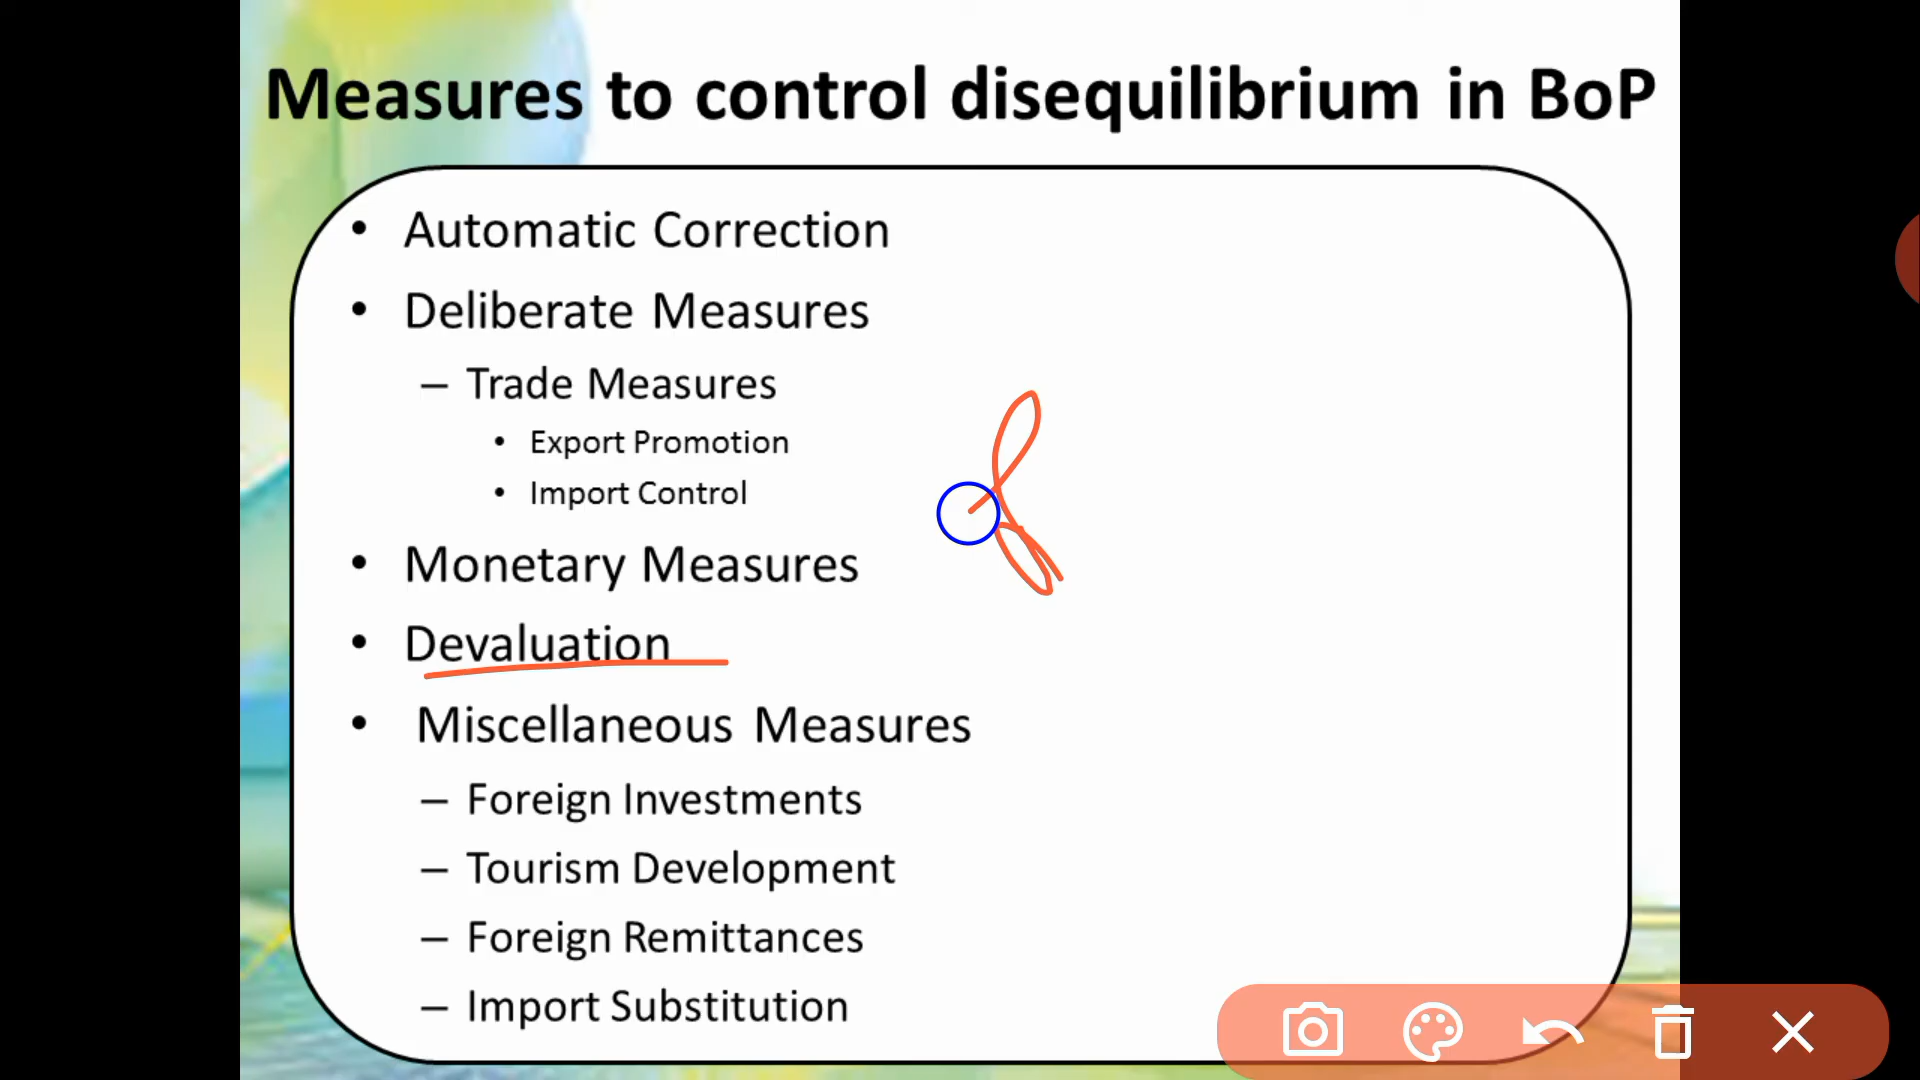 Measures to control disequilibrium in BoP
• Automatic Correction
• Deliberate Measures
– Trade Measures
• Export Promotion
• Import Control
• Monetary Measures
• Devaluation
• Miscellaneous Measures
– Foreign Investments
– Tourism Development
– Foreign Remittances
– Import Substitution